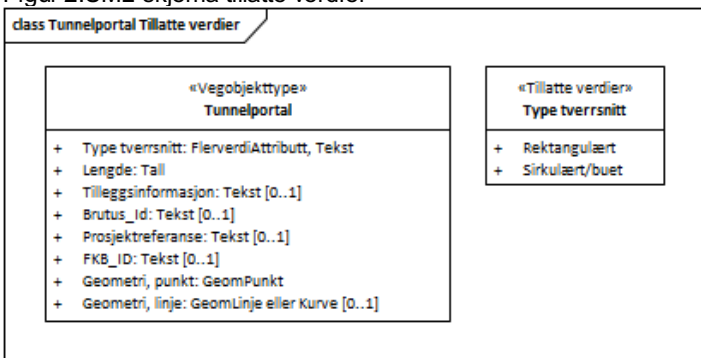 class Tunnelportal Tillatte verdier
«Vegobjekttype»
Tunnelportal
+ Type tverrsnitt: FlerverdiAttributt, Tekst
+ Lengde: Tall
+ Tilleggsinformasjon: Tekst [0..1]
+ Brutus_Id: Tekst [0..1]
+ Prosjektreferanse: Tekst [0..1]
+ FKB_ID: Tekst [0..1]
+ Geometri, punkt: GeomPunkt
+ Geometri, linje: GeomLinje eller Kurve [0..1]
«Tillatte verdier»
Type tverrsnitt
+ Rektangulært
+ Sirkulært/buet